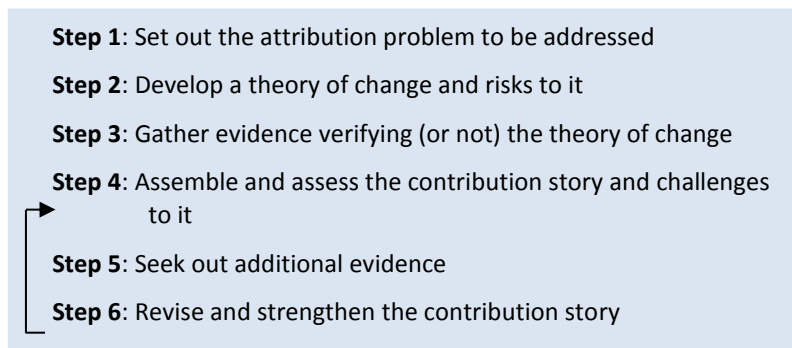 Step 1: Set out the attribution problem to be addressed
Step 2: Develop a theory of change and risks to it
Step 3: Gather evidence verifying (or not) the theory of change
Step 4: Assemble and assess the contribution story and challenges
to it
Step 5: Seek out additional evidence
Step 6: Revise and strengthen the contribution story